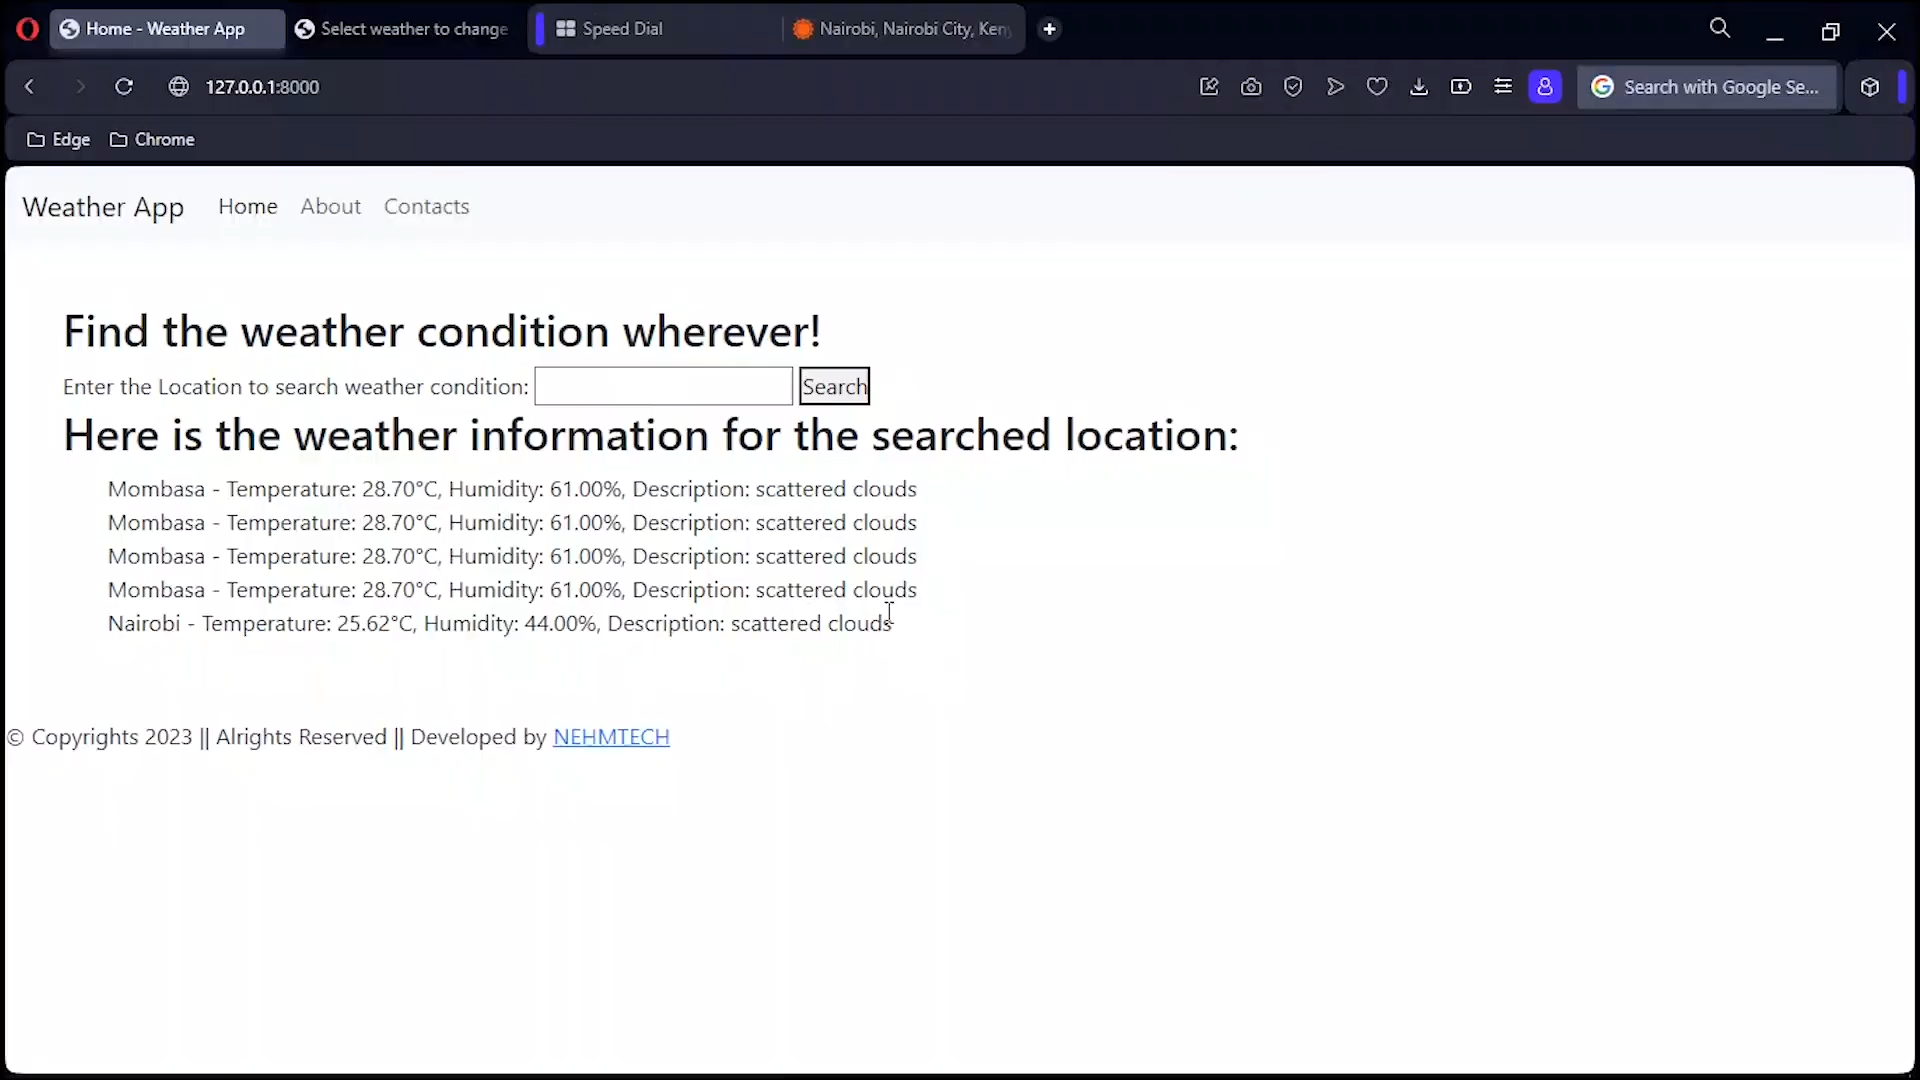 Home - Weather App
Select weather to change
Speed Dial
Nairobi, Nairobi City, Ken
127.0.0.1:8000
Search with Google Se...
Edge
Chrome
Weather App
Home
About
Contacts
Find the weather condition wherever!
Enter the Location to search weather condition:
Search
Here is the weather information for the searched location:
Mombasa - Temperature: 28.70°C, Humidity: 61.00%, Description: scattered clouds
Mombasa - Temperature: 28.70°C, Humidity: 61.00%, Description: scattered clouds
Mombasa - Temperature: 28.70°C, Humidity: 61.00%, Description: scattered clouds
Mombasa - Temperature: 28.70°C, Humidity: 61.00%, Description: scattered clouds
Nairobi - Temperature: 25.62°C, Humidity: 44.00%, Description: scattered clouds
© Copyrights 2023 || Alrights Reserved || Developed by NEHMTECH